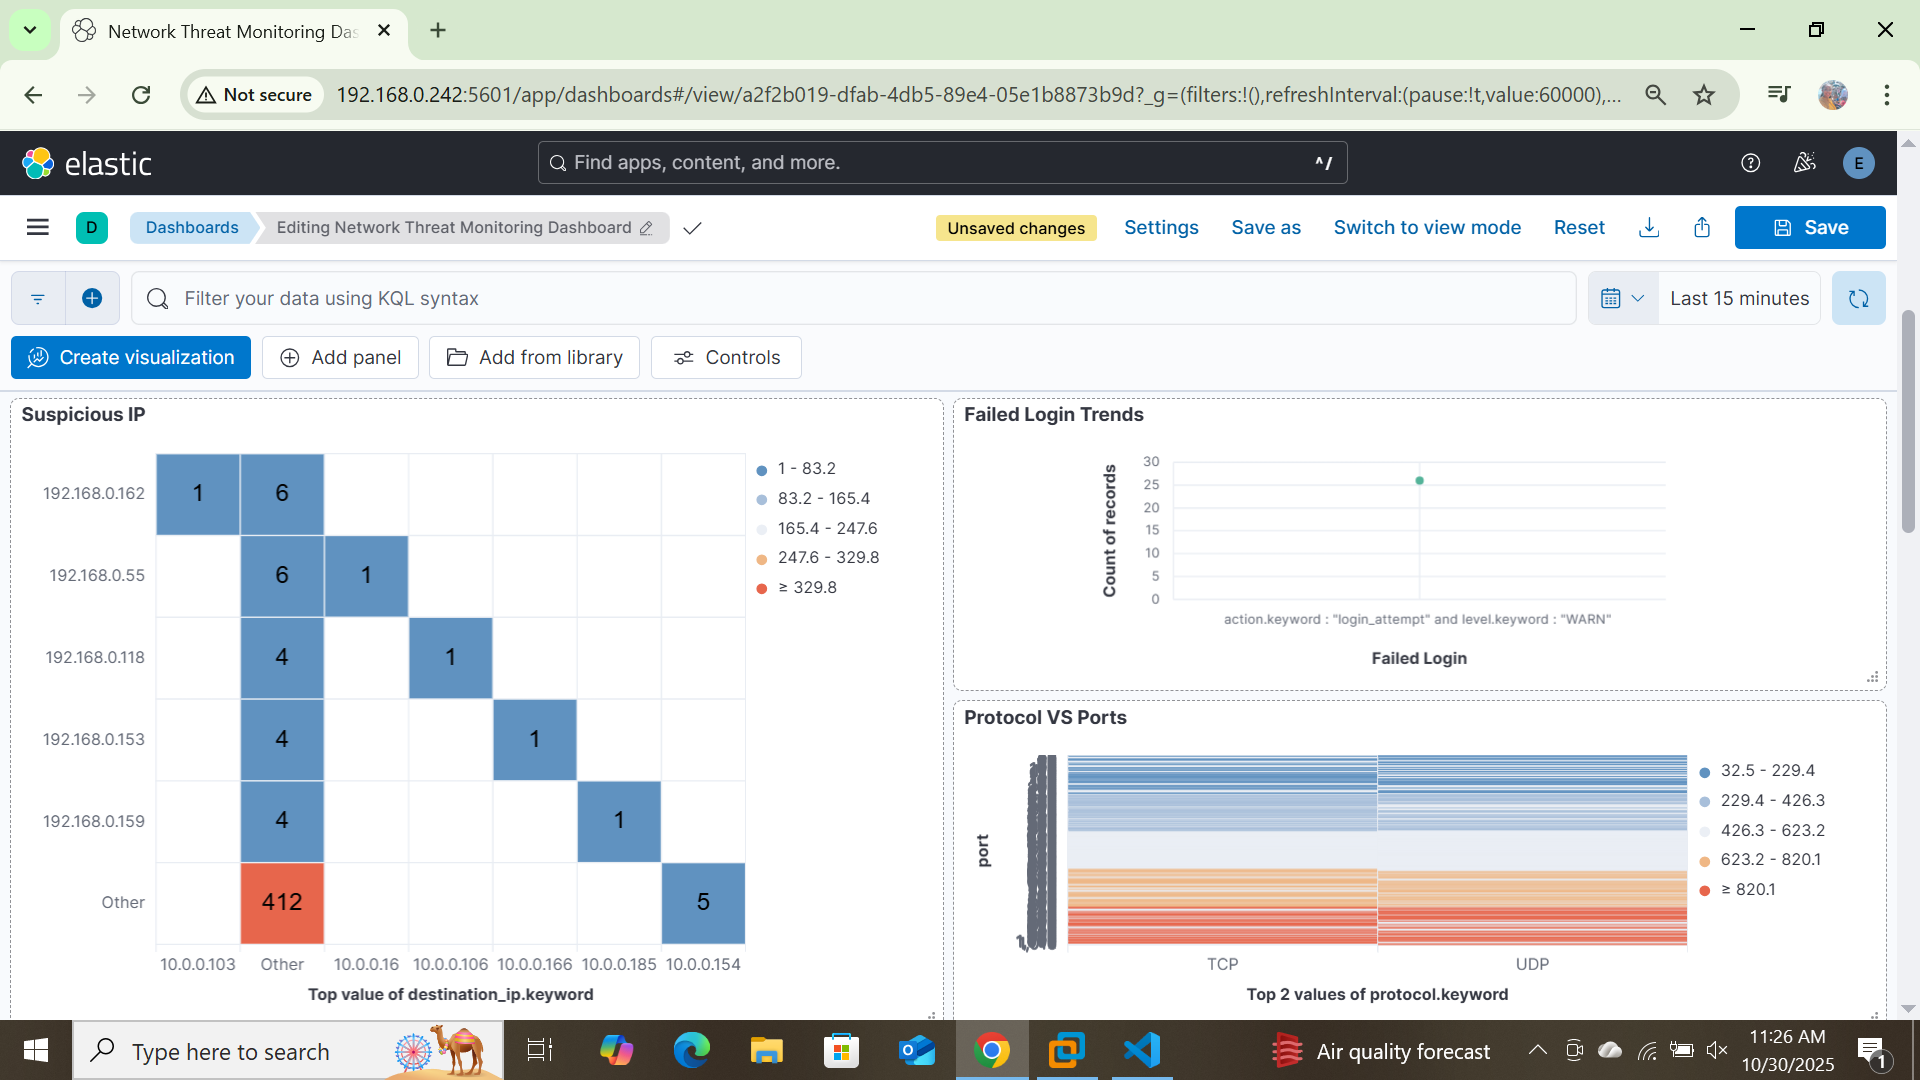 Network Threat Monitoring Das
Not secure
192.168.0.242:5601/app/dashboards#/view/a2f2b019-dfab-4db5-89e4-05e1b8873b9d?_g=(filters:!(),refreshInterval:(pause:!t,value:60000),...
elastic
Find apps, content, and more.
^/
E
D
Dashboards
Editing Network Threat Monitoring Dashboard
Unsaved changes
Settings
Save as
Switch to view mode
Reset
Save
Filter your data using KQL syntax
Last 15 minutes
Create visualization
Add panel
Add from library
Controls
Suspicious IP
192.168.0.162
1
6
192.168.0.55
6
1
192.168.0.118
4
1
192.168.0.153
4
1
192.168.0.159
4
1
Other
412
5
10.0.0.103
Other
10.0.0.16
10.0.0.106
10.0.0.166
10.0.0.185
10.0.0.154
Top value of destination_ip.keyword
1 - 83.2
83.2 - 165.4
165.4 - 247.6
247.6 - 329.8
≥ 329.8
Failed Login Trends
Count of records
30
25
20
15
10
5
0
action.keyword : "login_attempt" and level.keyword : "WARN"
Failed Login
Protocol VS Ports
port
TCP
UDP
Top 2 values of protocol.keyword
32.5 - 229.4
229.4 - 426.3
426.3 - 623.2
623.2 - 820.1
≥ 820.1
Type here to search
Air quality forecast
11:26 AM
10/30/2025
1